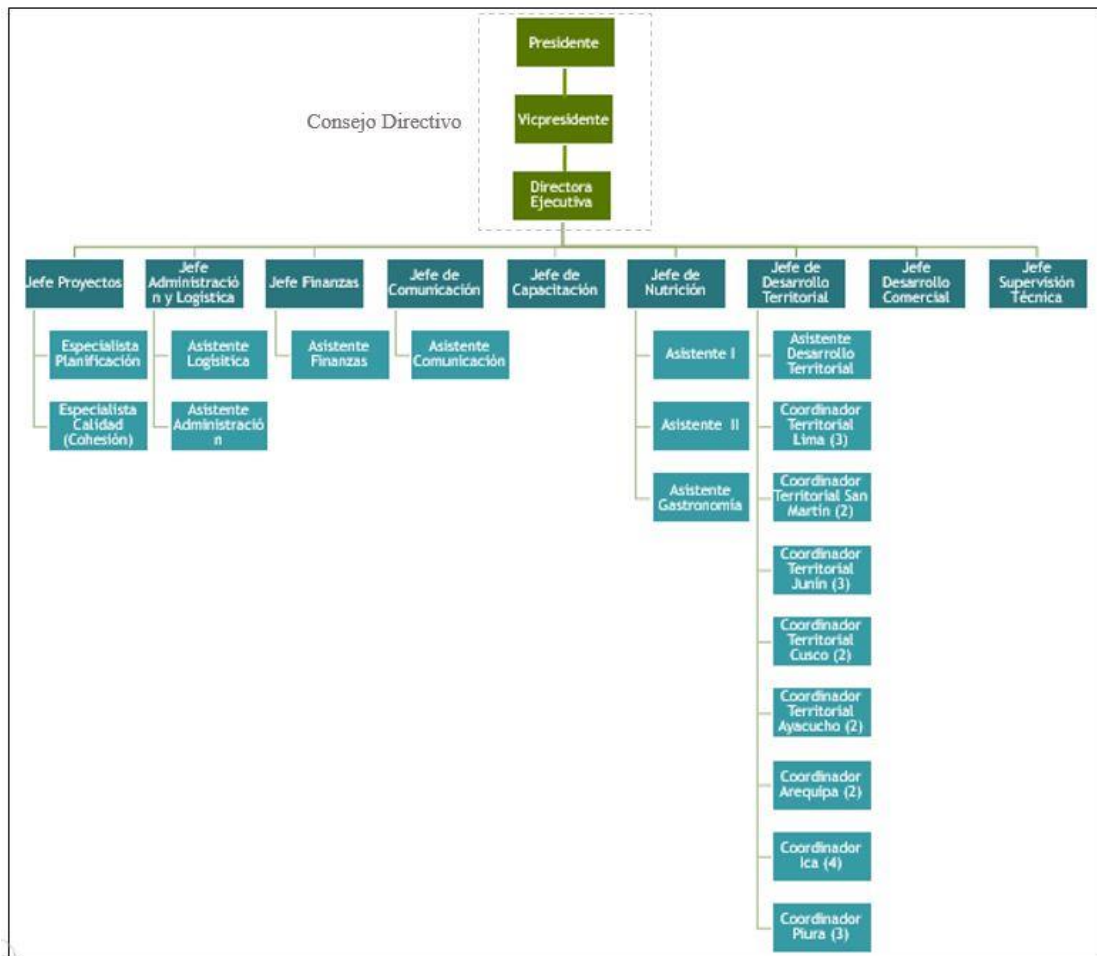 Presidente
Consejo Directivo
Vicpresidente
Directora
Ejecutiva
Jefe Proyectos
Jefe
Administració
n y Logística
Jefe Finanzas
Jefe de
Comunicación
Jefe de
Capacitación
Jefe de
Nutrición
Jefe de
Desarrollo
Territorial
Jefe
Desarrollo
Comercial
Jefe
Supervisión
Técnica
Especialista
Planificación
Especialista
Calidad
(Cohesión)
Asistente
Logísitica
Asistente
Administració
n
Asistente
Finanzas
Asistente
Comunicación
Asistente I
Asistente II
Asistente
Gastronomía
Asistente
Desarrollo
Territorial
Coordinador
Territorial
Lima (3)
Coordinador
Territorial San
Martín (2)
Coordinador
Territorial
Junín (3)
Coordinador
Territorial
Cusco (2)
Coordinador
Territorial
Ayacucho (2)
Coordinador
Arequipa (2)
Coordinador
Ica (4)
Coordinador
Piura (3)